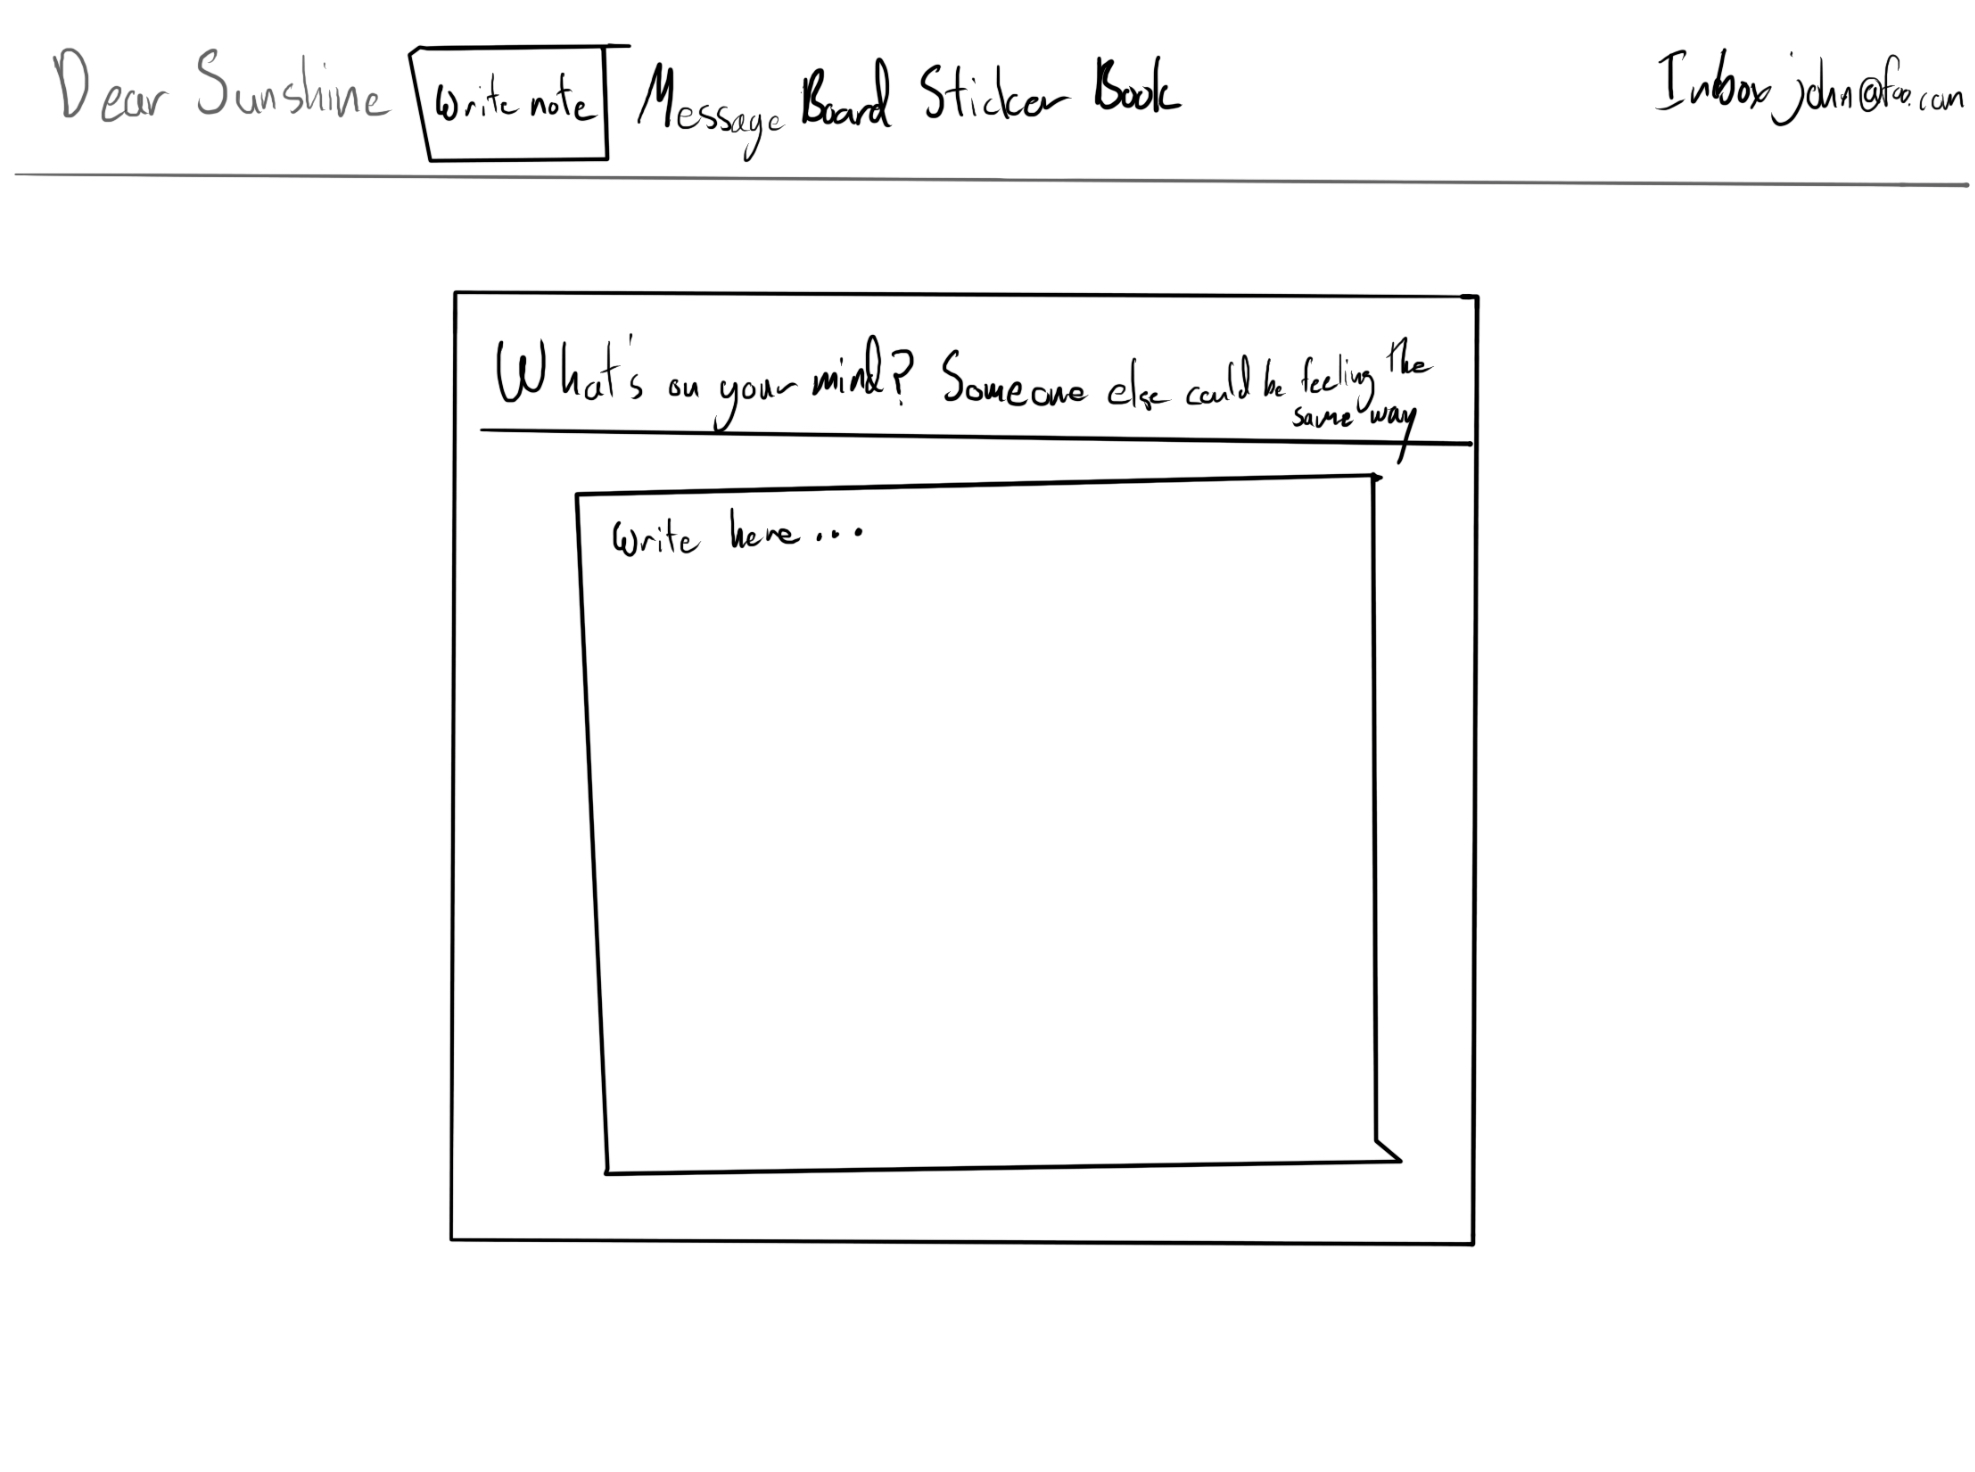 Dear Sunshine Write note Message Board Sticker Book Inbox john@foo.com
What's on your mind? Someone else could be feeling the
same way
Write here...